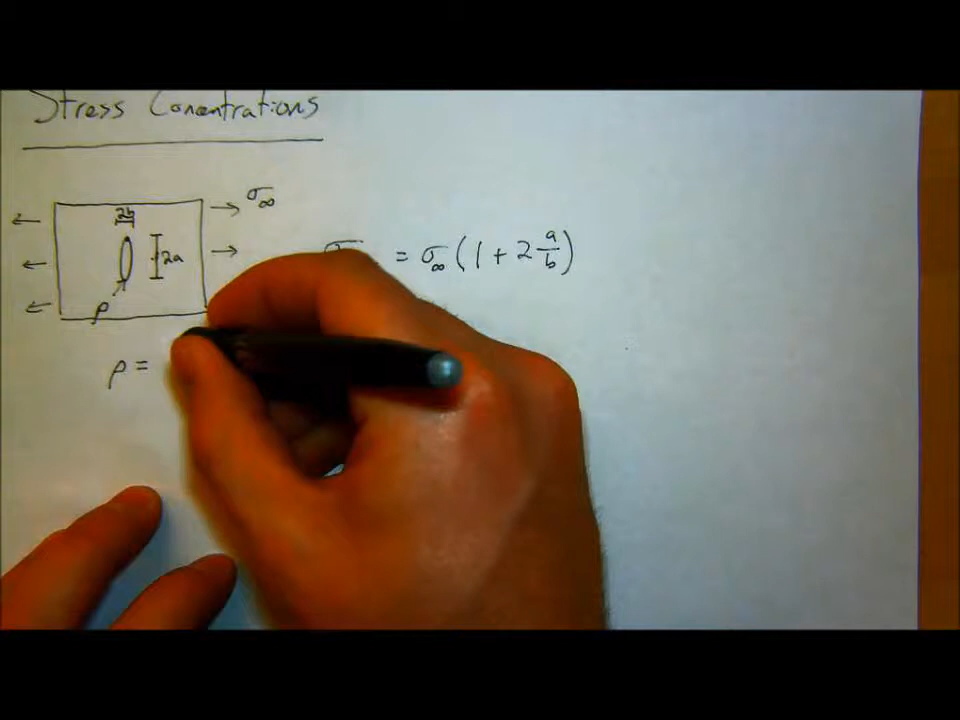 Stress Concentrations
σ∞
2b
2a
= σ∞ (1 + 2 a/b)
ρ
ρ =